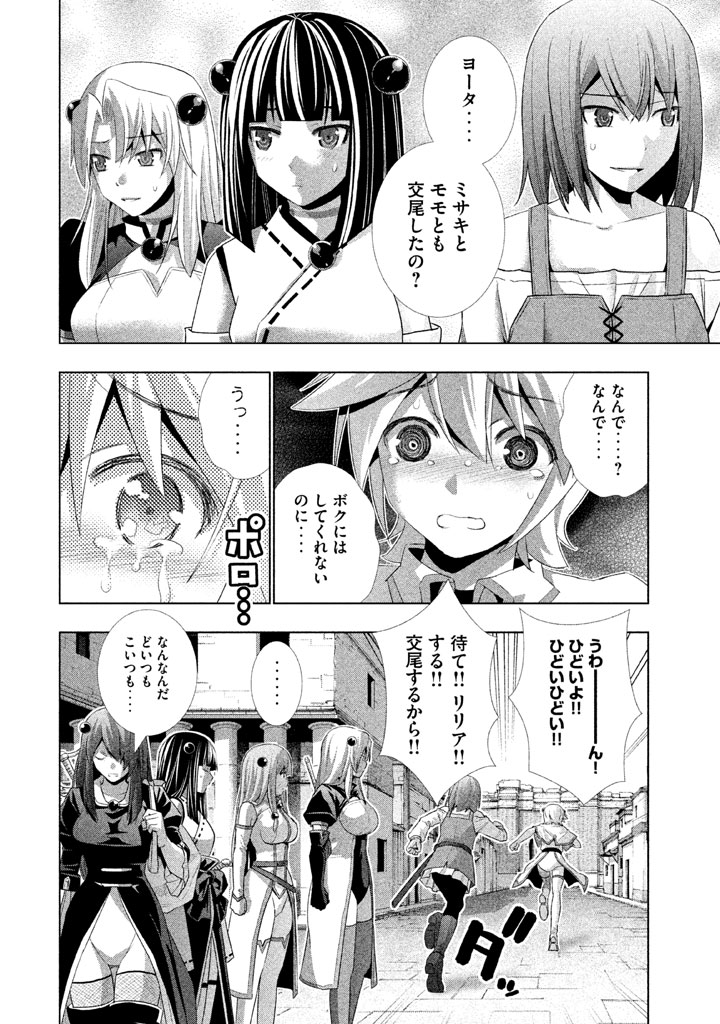 ヨータ‥‥
ミサキと
モモとも
交尾したの?
なんで‥‥?
なんで‥‥
ボクには
してくれない
のに‥‥
うっ‥‥
ポロ‥‥
うわ━━━ん!
ひどいよ!!
ひどいひどい!!
待て!!リリア!!
する!!
交尾するから!!
ダッ
‥‥‥
なんなんだ
どいつも
こいつも‥‥